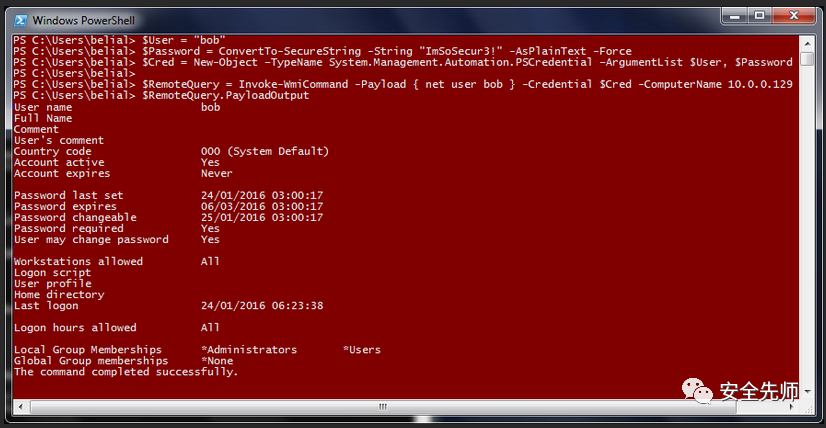 Windows PowerShell
PS C:\Users\belial> $User = "bob"
PS C:\Users\belial> $Password = ConvertTo-SecureString -String "ImSoSecur3!" -AsPlainText -Force
PS C:\Users\belial> $Cred = New-Object -TypeName System.Management.Automation.PSCredential -ArgumentList $User, $Password
PS C:\Users\belial>
PS C:\Users\belial> $RemoteQuery = Invoke-WmiCommand -Payload { net user bob } -Credential $Cred -ComputerName 10.0.0.129
PS C:\Users\belial> $RemoteQuery.PayloadOutput
User name                    bob
Full Name
Comment
User's comment
Country code                 000 (System Default)
Account active               Yes
Account expires              Never
Password last set            24/01/2016 03:00:17
Password expires             06/03/2016 03:00:17
Password changeable          25/01/2016 03:00:17
Password required            Yes
User may change password     Yes
Workstations allowed         All
Logon script
User profile
Home directory
Last logon                   24/01/2016 06:23:38
Logon hours allowed          All
Local Group Memberships      *Administrators       *Users
Global Group memberships     *None
The command completed successfully.
安全先师